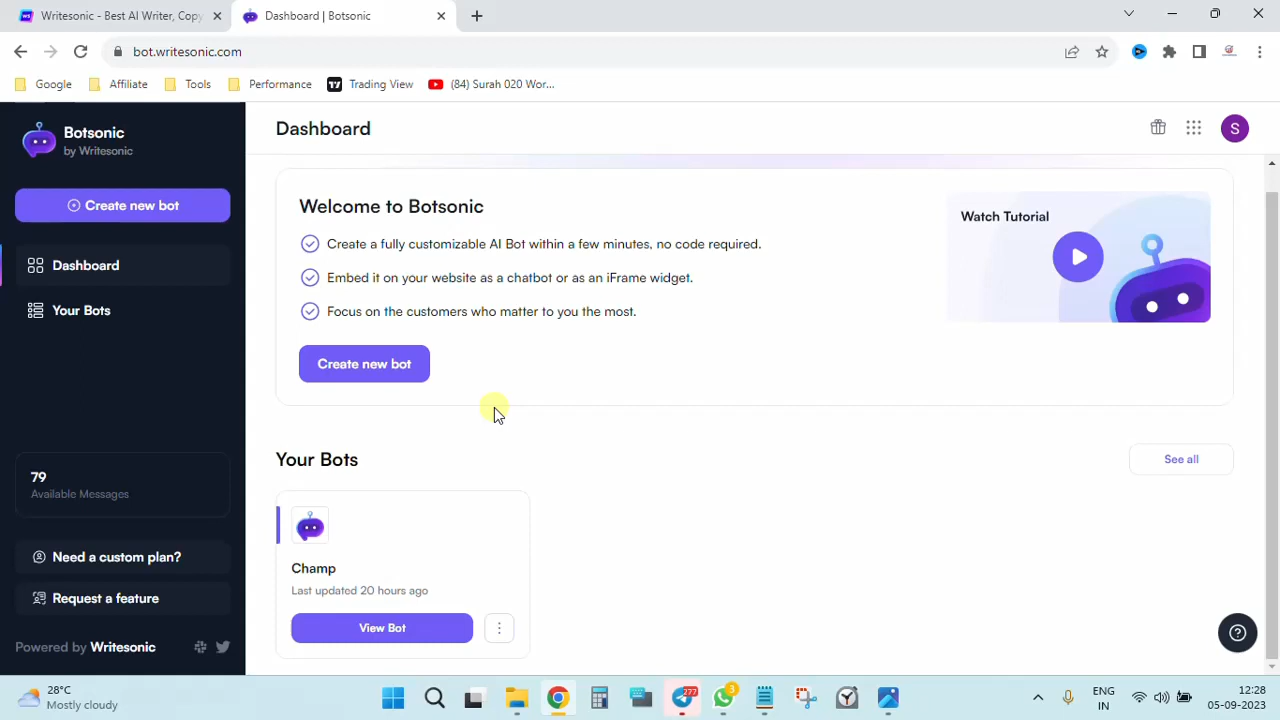 Writesonic - Best AI Writer, Copy
Dashboard | Botsonic
bot.writesonic.com
Google
Affiliate
Tools
Performance
Trading View
(84) Surah 020 Wor...
Botsonic
by Writesonic
Create new bot
Dashboard
Your Bots
79
Available Messages
Need a custom plan?
Request a feature
Powered by Writesonic
Dashboard
S
Welcome to Botsonic
Create a fully customizable AI Bot within a few minutes, no code required.
Embed it on your website as a chatbot or as an iFrame widget.
Focus on the customers who matter to you the most.
Create new bot
Watch Tutorial
Your Bots
See all
Champ
Last updated 20 hours ago
View Bot
28°C
Mostly cloudy
277
3
ENG
IN
12:28
05-09-2023